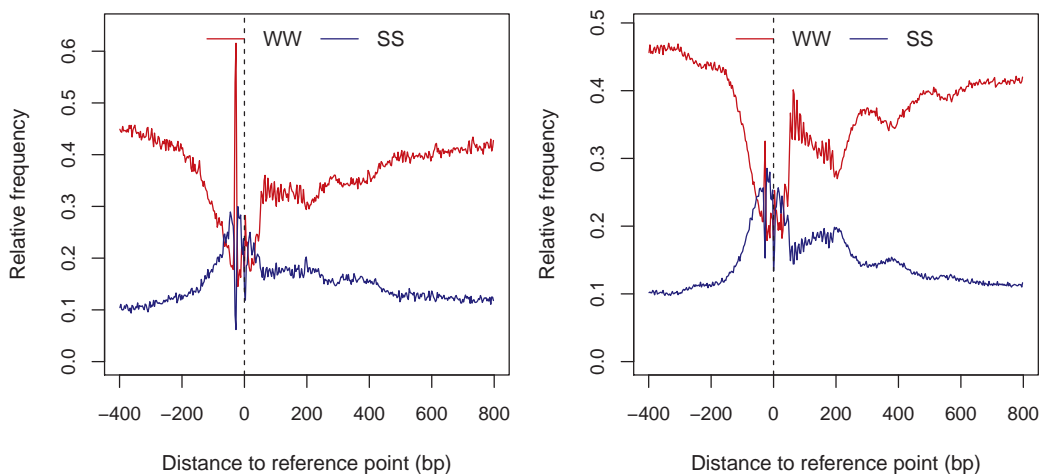 WW SS
Relative frequency
0.0 0.1 0.2 0.3 0.4 0.5 0.6
−400 −200 0 200 400 600 800
Distance to reference point (bp)
WW SS
Relative frequency
0.0 0.1 0.2 0.3 0.4 0.5
−400 −200 0 200 400 600 800
Distance to reference point (bp)